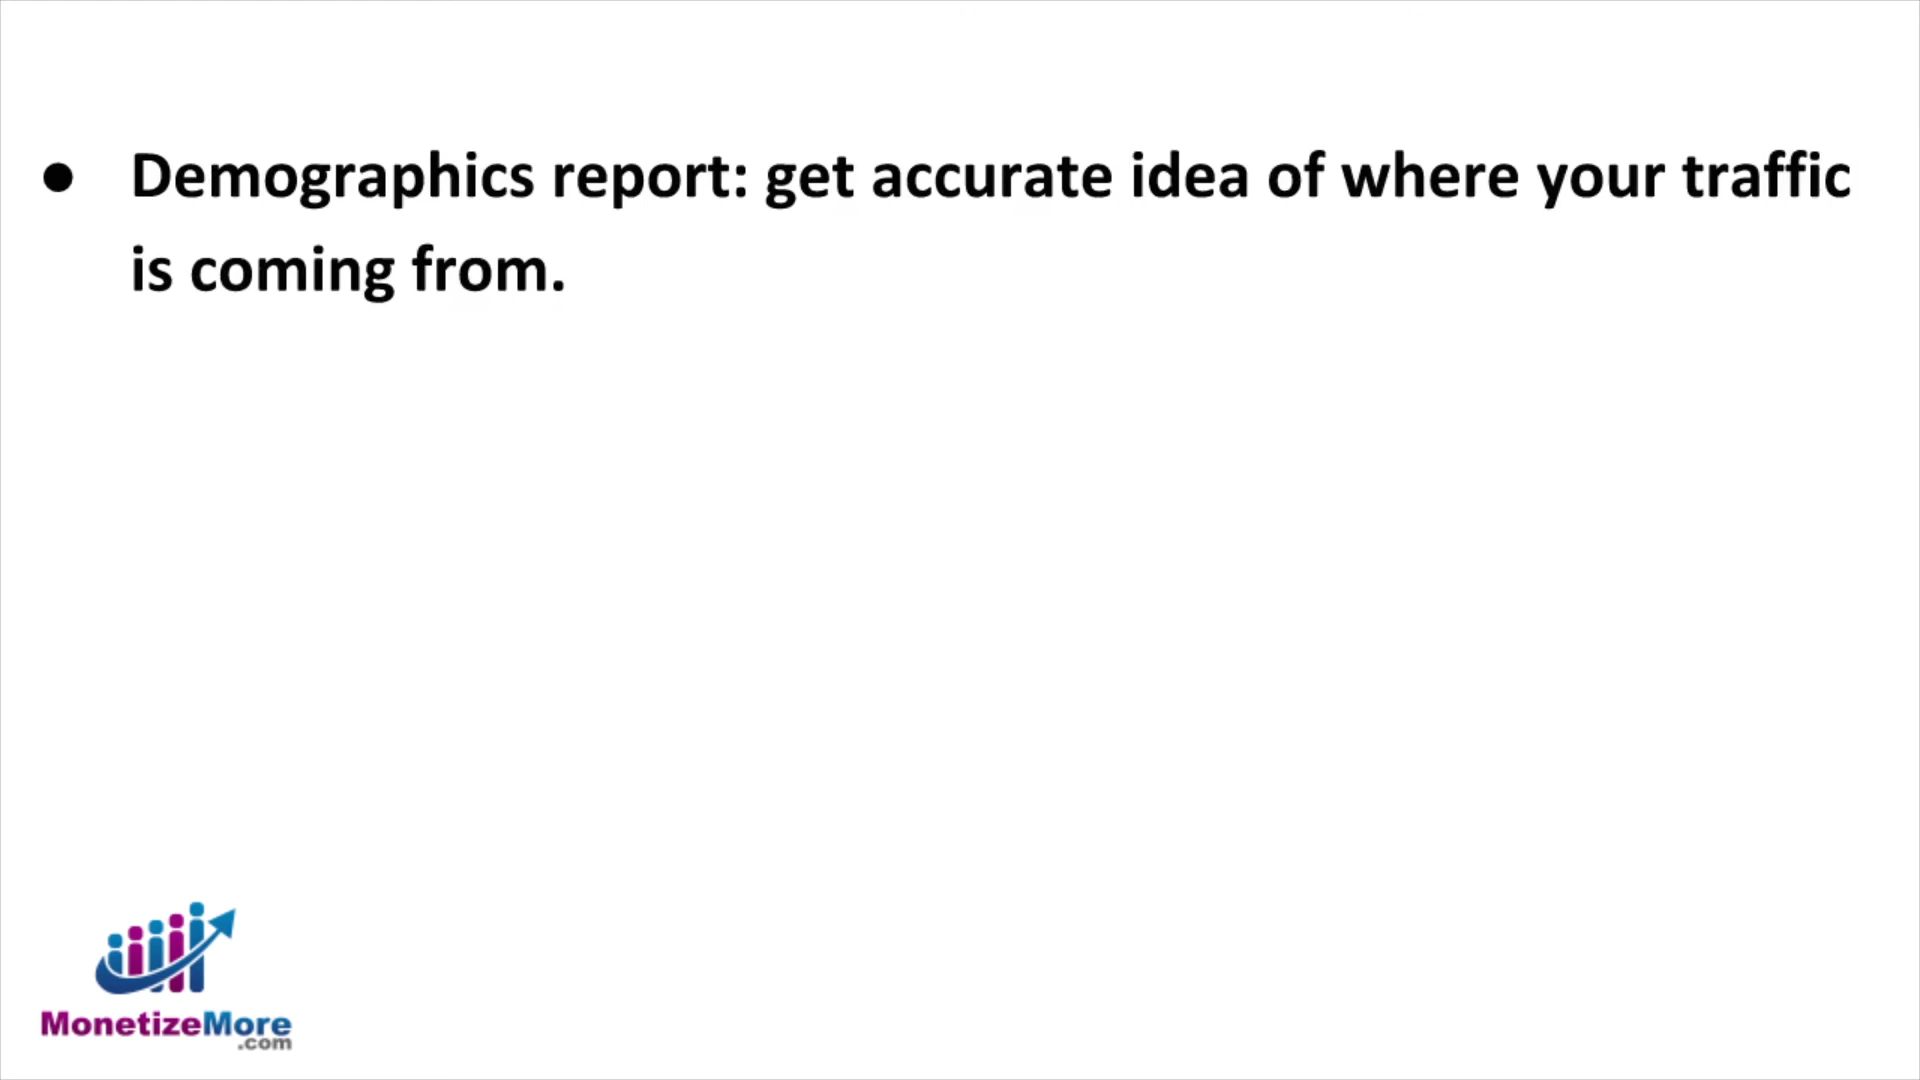 ● Demographics report: get accurate idea of where your traffic
is coming from.
MonetizeMore
.com